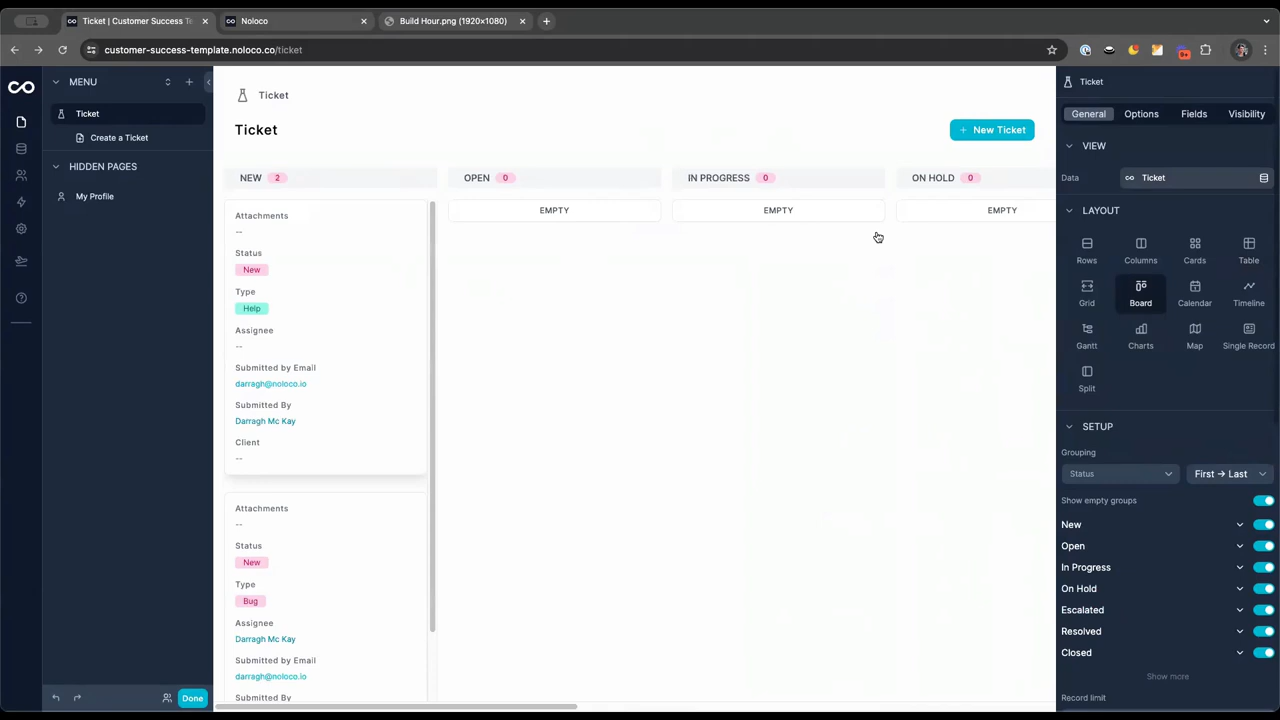 Ticket | Customer Success Te
Noloco
Build Hour.png (1920×1080)
customer-success-template.noloco.co/ticket
MENU
Ticket
Create a Ticket
HIDDEN PAGES
My Profile
Done
Ticket
Ticket
New Ticket
NEW 2
OPEN 0
IN PROGRESS 0
ON HOLD 0
EMPTY
EMPTY
EMPTY
Attachments
--
Status
New
Type
Help
Assignee
--
Submitted by Email
darragh@noloco.io
Submitted By
Darragh Mc Kay
Client
--
Attachments
--
Status
New
Type
Bug
Assignee
Darragh Mc Kay
Submitted by Email
darragh@noloco.io
Submitted By
Ticket
General Options Fields Visibility
VIEW
Data Ticket
LAYOUT
Rows Columns Cards Table
Grid Board Calendar Timeline
Gantt Charts Map Single Record
Split
SETUP
Grouping
Status First → Last
Show empty groups
New
Open
In Progress
On Hold
Escalated
Resolved
Closed
Show more
Record limit